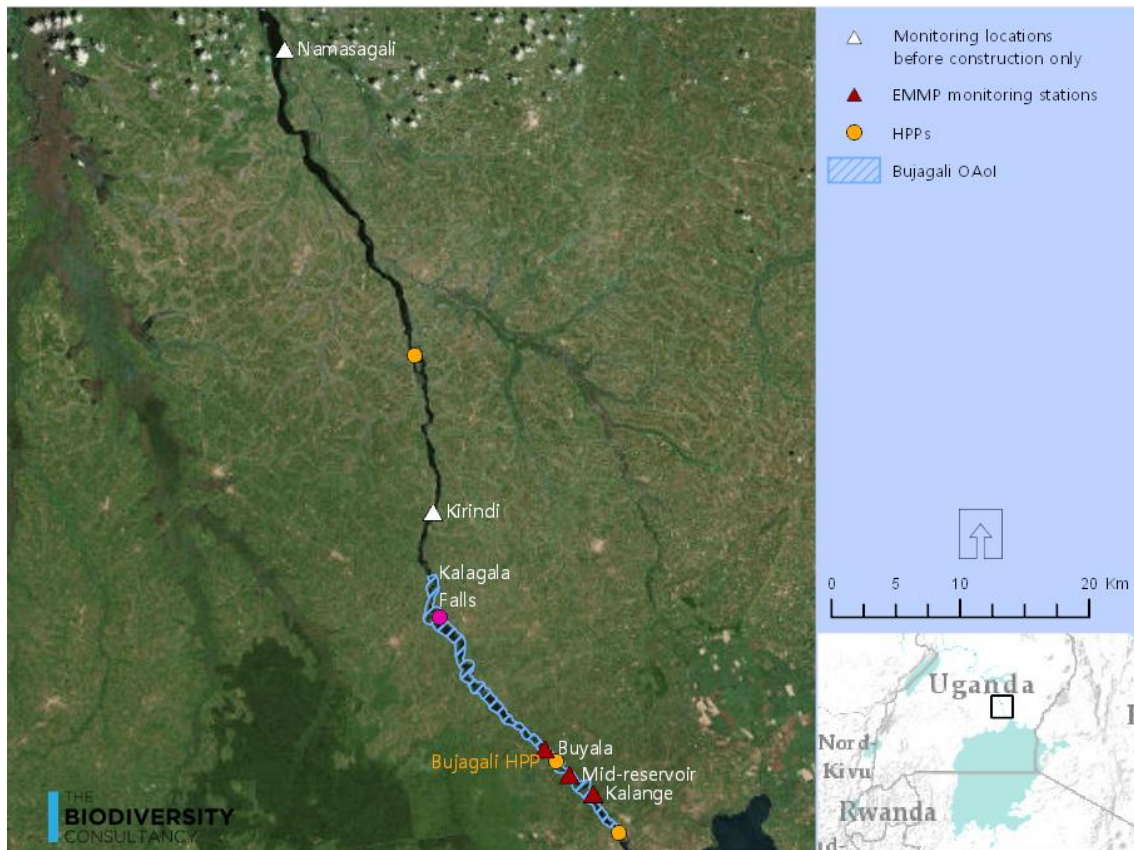 Namasagali
Kirindi
Kalagala
Falls
Buyala
Bujagali HPP
Mid-reservoir
Kalange
THE
BIODIVERSITY
CONSULTANCY
Monitoring locations
before construction only
EMMP monitoring stations
HPPs
Bujagali OAoI
0 5 10 20 Km
Uganda
Nord-
Kivu
Rwanda